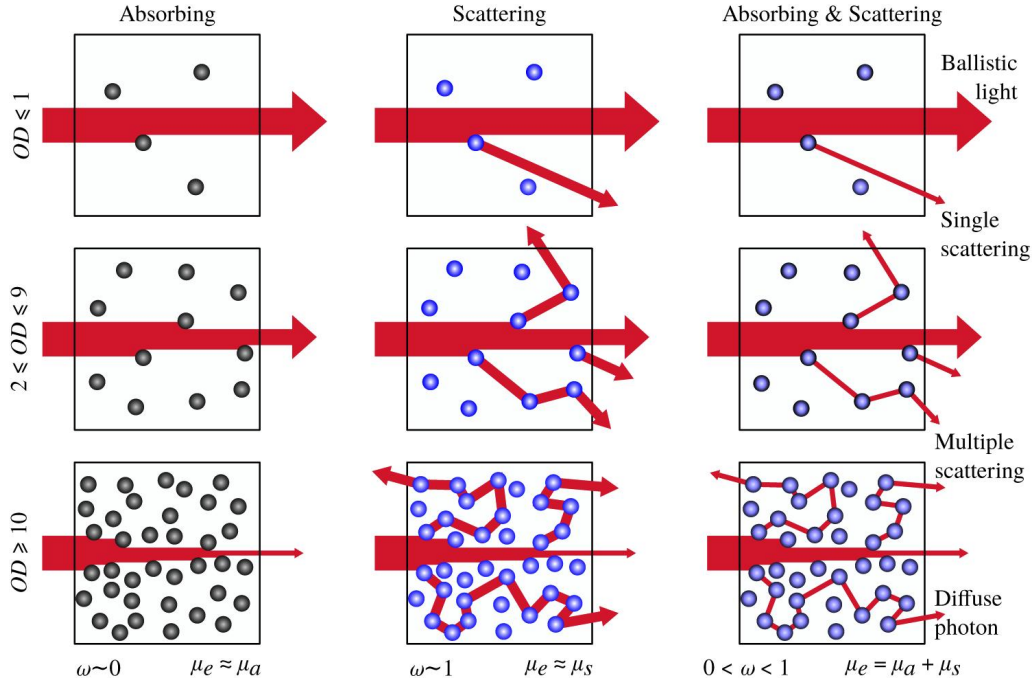 Absorbing
Scattering
Absorbing & Scattering
OD ⩽ 1
Ballistic
light
Single
scattering
2 ⩽ OD ⩽ 9
Multiple
scattering
OD ⩾ 10
Diffuse
photon
ω~0
μe ≈ μa
ω~1
μe ≈ μs
0 < ω < 1
μe = μa + μs